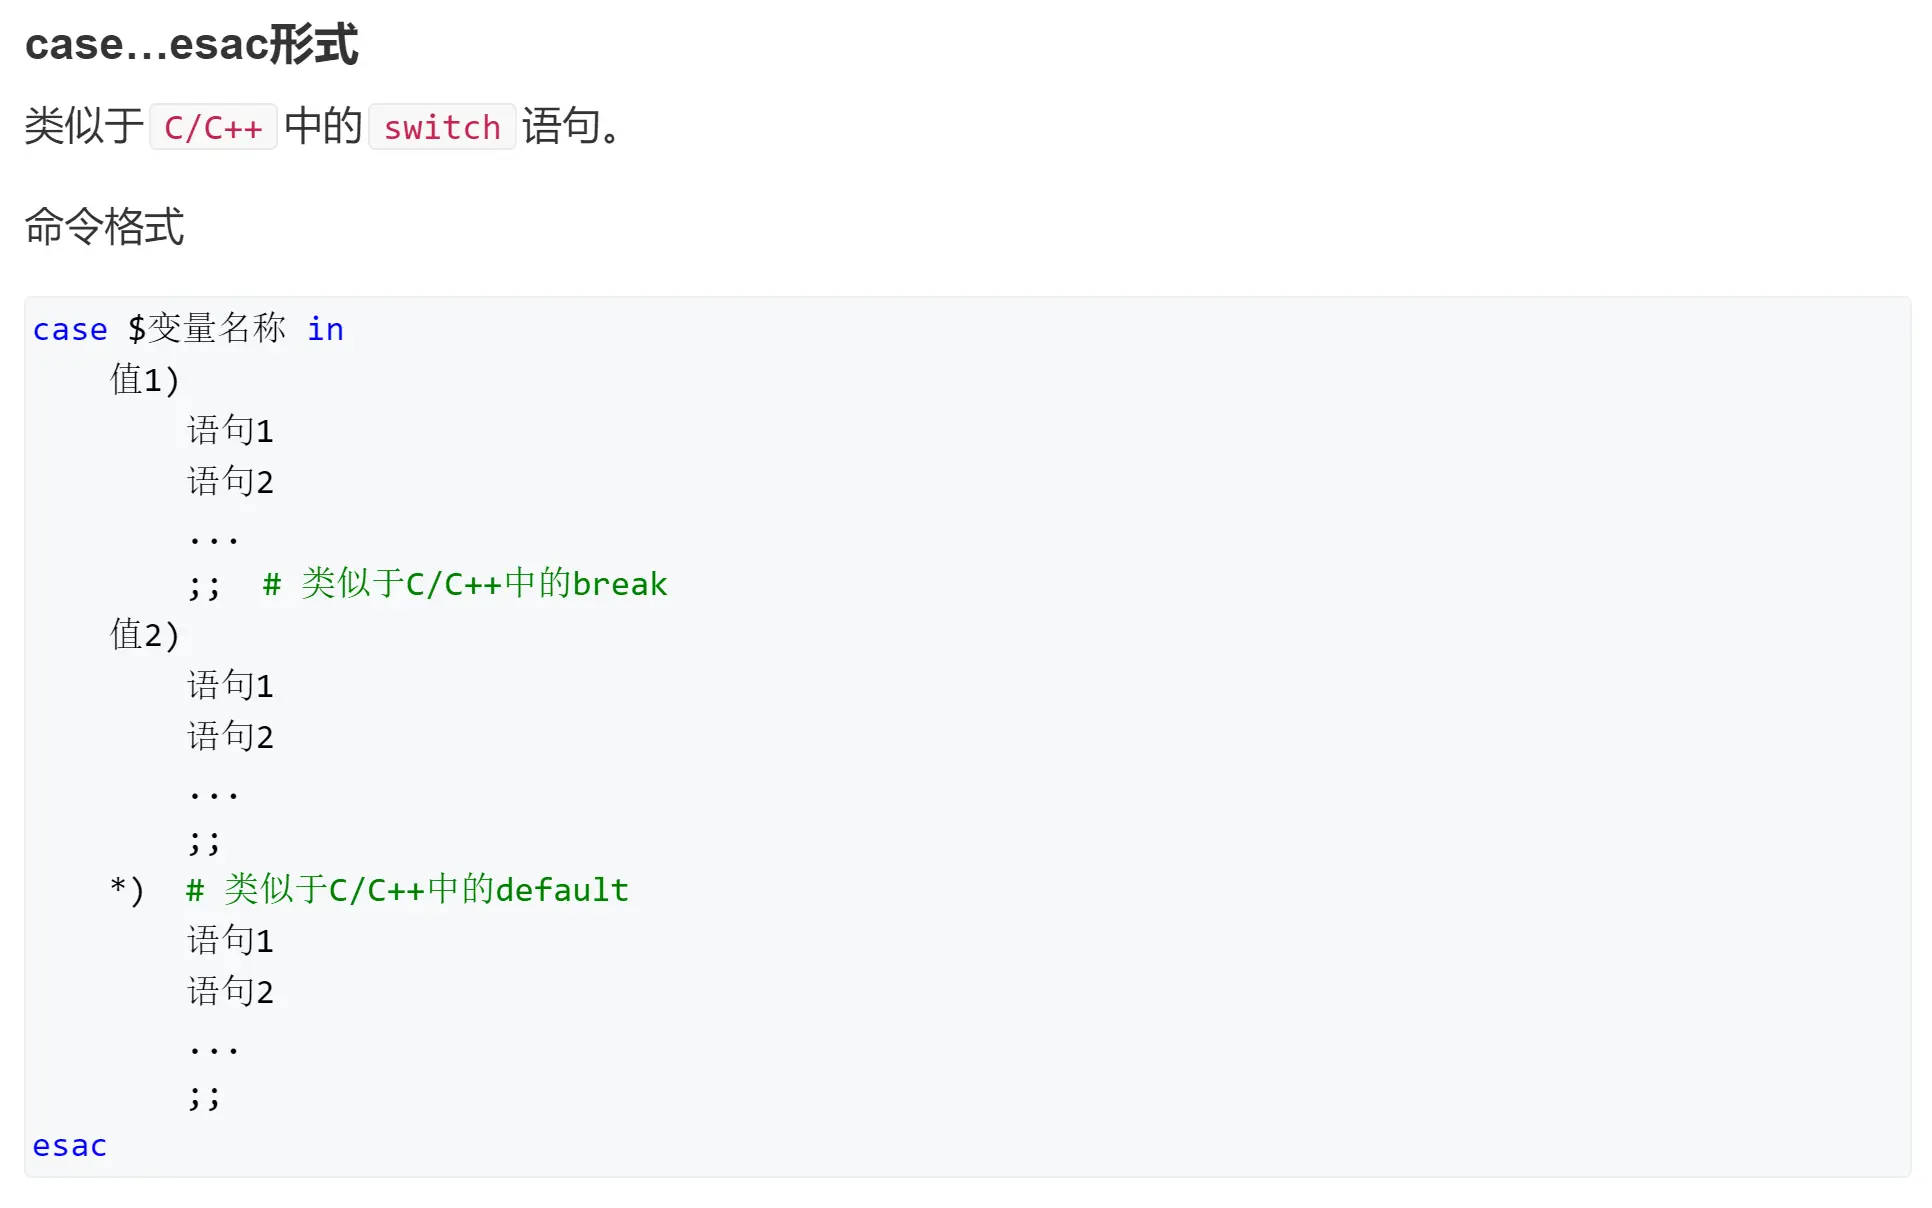 case…esac形式
类似于 C/C++ 中的 switch 语句。
命令格式
case $变量名称 in
    值1)
        语句1
        语句2
        ...
        ;;  # 类似于C/C++中的break
    值2)
        语句1
        语句2
        ...
        ;;
    *)  # 类似于C/C++中的default
        语句1
        语句2
        ...
        ;;
esac